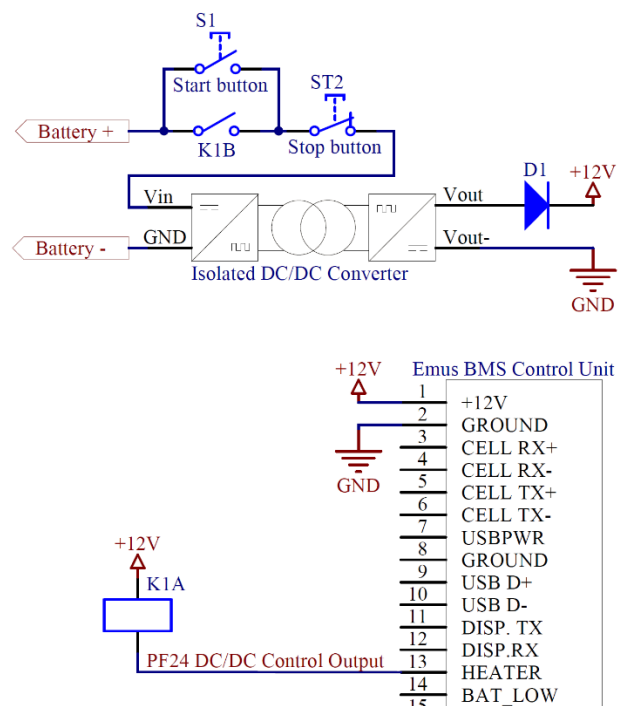 S1
Start button
ST2
Battery +
K1B
Stop button
D1
+12V
Vin
Vout
GND
Vout-
Battery -
Isolated DC/DC Converter
GND
+12V
Emus BMS Control Unit
1
+12V
2
GROUND
3
CELL RX+
4
CELL RX-
GND
5
CELL TX+
6
CELL TX-
7
USBPWR
8
GROUND
+12V
9
USB D+
K1A
10
USB D-
11
DISP. TX
12
DISP.RX
PF24 DC/DC Control Output
13
HEATER
14
BAT_LOW
15